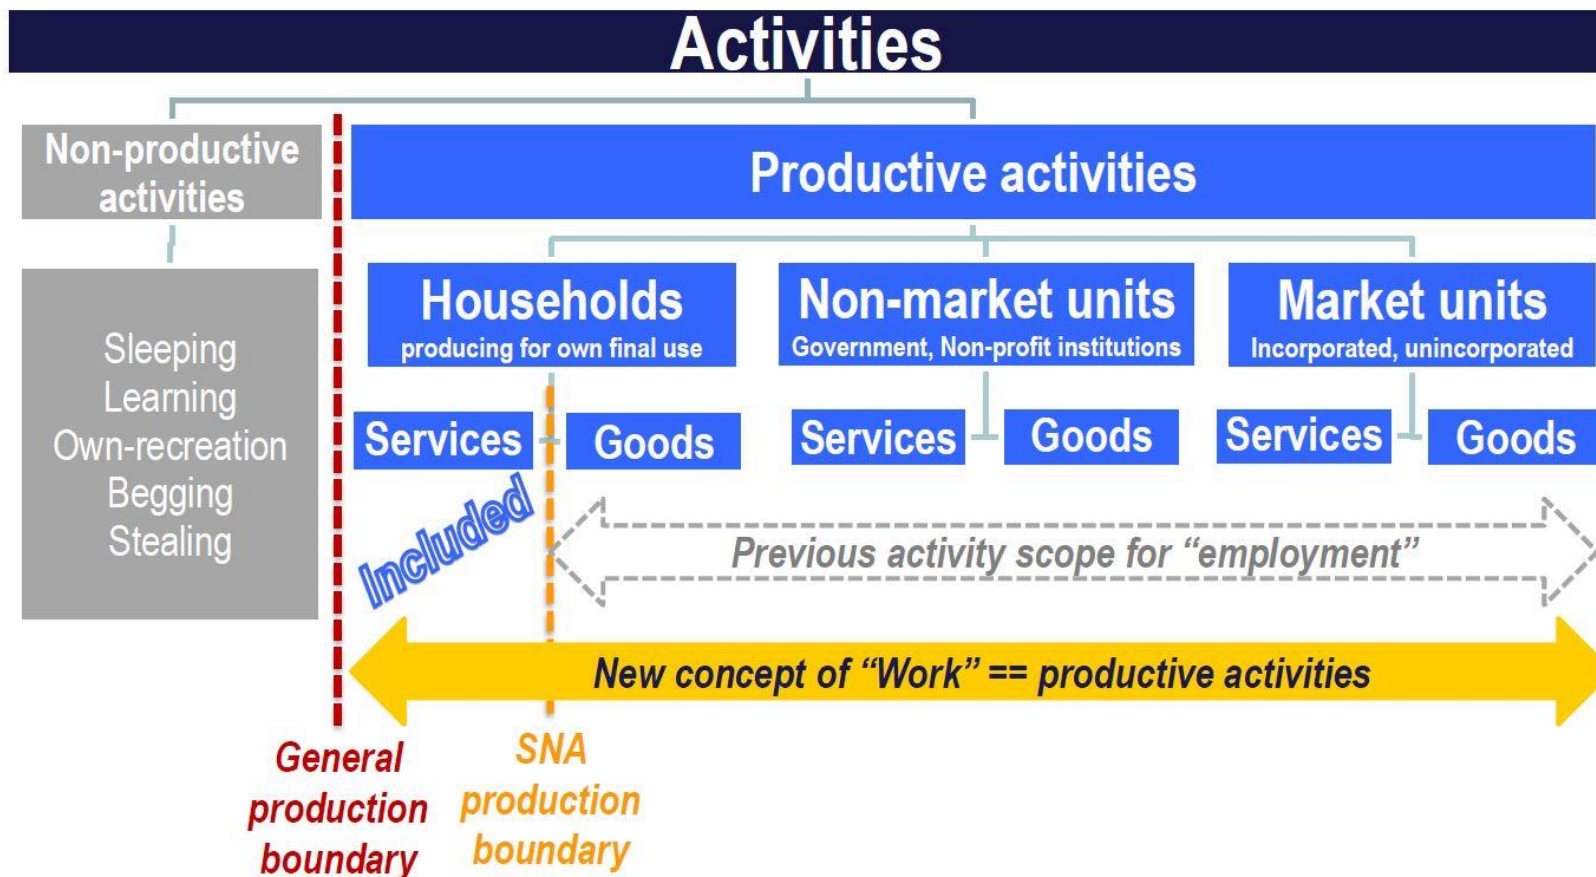 Activities
Non-productive
activities
Productive activities
Sleeping
Learning
Own-recreation
Begging
Stealing
Households
producing for own final use
Non-market units
Government, Non-profit institutions
Market units
Incorporated, unincorporated
Services
Goods
Services
Goods
Services
Goods
Included
Previous activity scope for “employment”
New concept of “Work” == productive activities
General
production
boundary
SNA
production
boundary